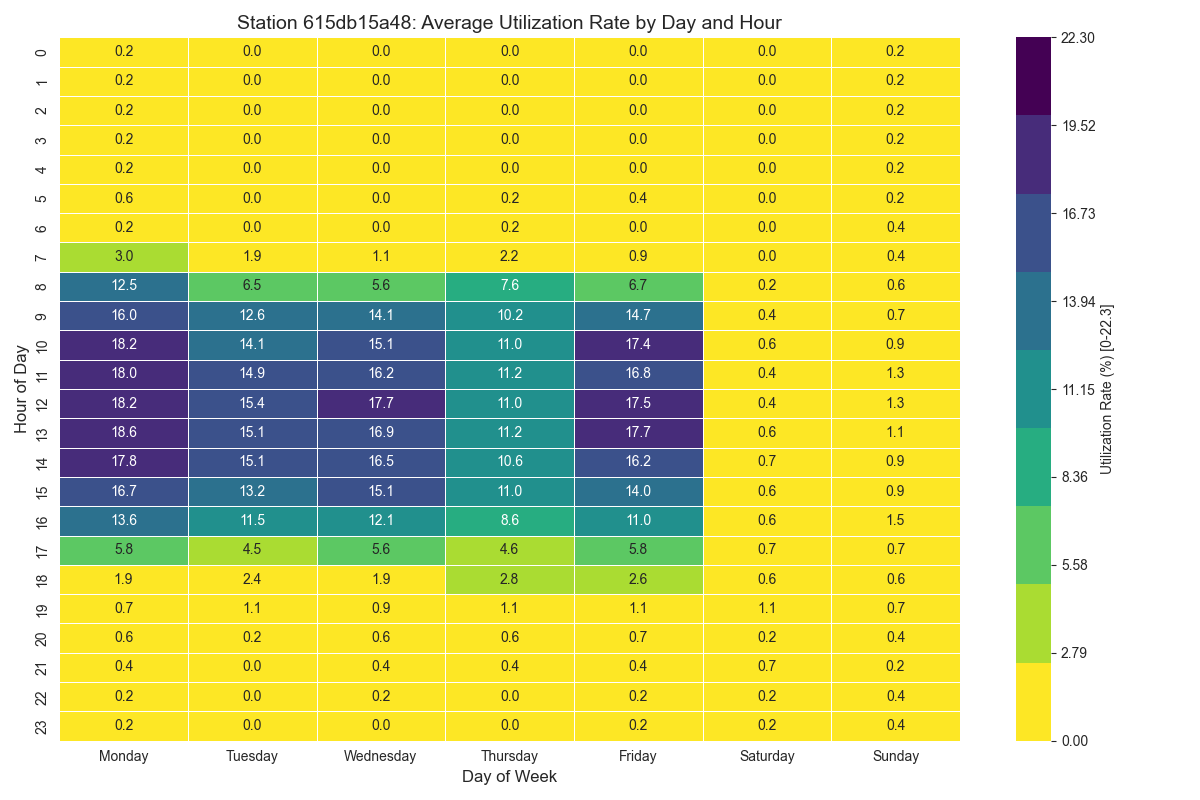 Station 615db15a48: Average Utilization Rate by Day and Hour
0 0.2 0.0 0.0 0.0 0.0 0.0 0.2
1 0.2 0.0 0.0 0.0 0.0 0.0 0.2
2 0.2 0.0 0.0 0.0 0.0 0.0 0.2
3 0.2 0.0 0.0 0.0 0.0 0.0 0.2
4 0.2 0.0 0.0 0.0 0.0 0.0 0.2
5 0.6 0.0 0.0 0.2 0.4 0.0 0.2
6 0.2 0.0 0.0 0.2 0.0 0.0 0.4
7 3.0 1.9 1.1 2.2 0.9 0.0 0.4
8 12.5 6.5 5.6 7.6 6.7 0.2 0.6
9 16.0 12.6 14.1 10.2 14.7 0.4 0.7
10 18.2 14.1 15.1 11.0 17.4 0.6 0.9
11 18.0 14.9 16.2 11.2 16.8 0.4 1.3
12 18.2 15.4 17.7 11.0 17.5 0.4 1.3
13 18.6 15.1 16.9 11.2 17.7 0.6 1.1
14 17.8 15.1 16.5 10.6 16.2 0.7 0.9
15 16.7 13.2 15.1 11.0 14.0 0.6 0.9
16 13.6 11.5 12.1 8.6 11.0 0.6 1.5
17 5.8 4.5 5.6 4.6 5.8 0.7 0.7
18 1.9 2.4 1.9 2.8 2.6 0.6 0.6
19 0.7 1.1 0.9 1.1 1.1 1.1 0.7
20 0.6 0.2 0.6 0.6 0.7 0.2 0.4
21 0.4 0.0 0.4 0.4 0.4 0.7 0.2
22 0.2 0.0 0.2 0.0 0.2 0.2 0.4
23 0.2 0.0 0.0 0.0 0.2 0.2 0.4
Monday Tuesday Wednesday Thursday Friday Saturday Sunday
Day of Week
Hour of Day
22.30
19.52
16.73
13.94
11.15
8.36
5.58
2.79
0.00
Utilization Rate (%) [0-22.3]